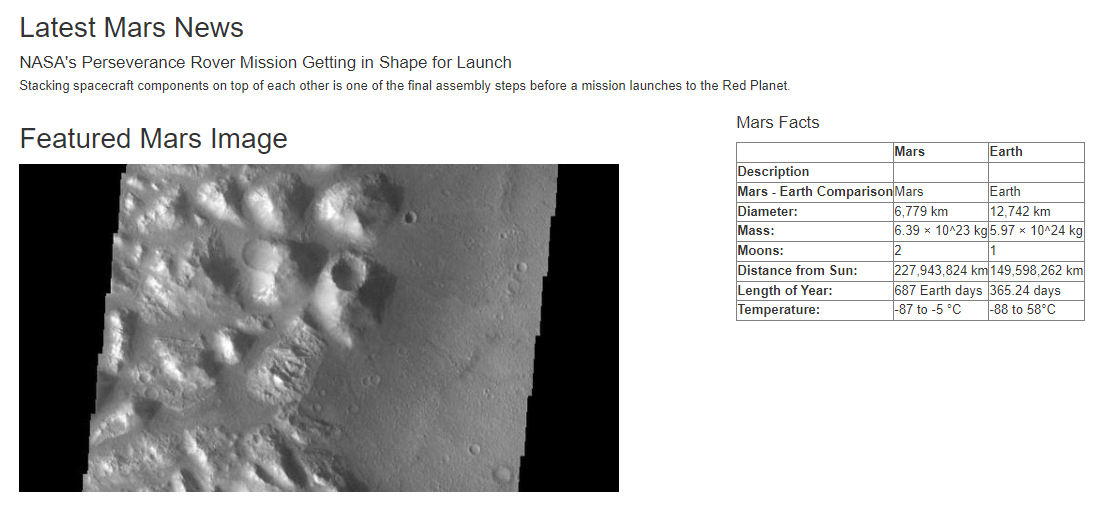 Latest Mars News
NASA's Perseverance Rover Mission Getting in Shape for Launch
Stacking spacecraft components on top of each other is one of the final assembly steps before a mission launches to the Red Planet.
Featured Mars Image
Mars Facts
Mars Earth
Description
Mars - Earth Comparison Mars Earth
Diameter: 6,779 km 12,742 km
Mass: 6.39 × 10^23 kg 5.97 × 10^24 kg
Moons: 2 1
Distance from Sun: 227,943,824 km 149,598,262 km
Length of Year: 687 Earth days 365.24 days
Temperature: -87 to -5 °C -88 to 58°C